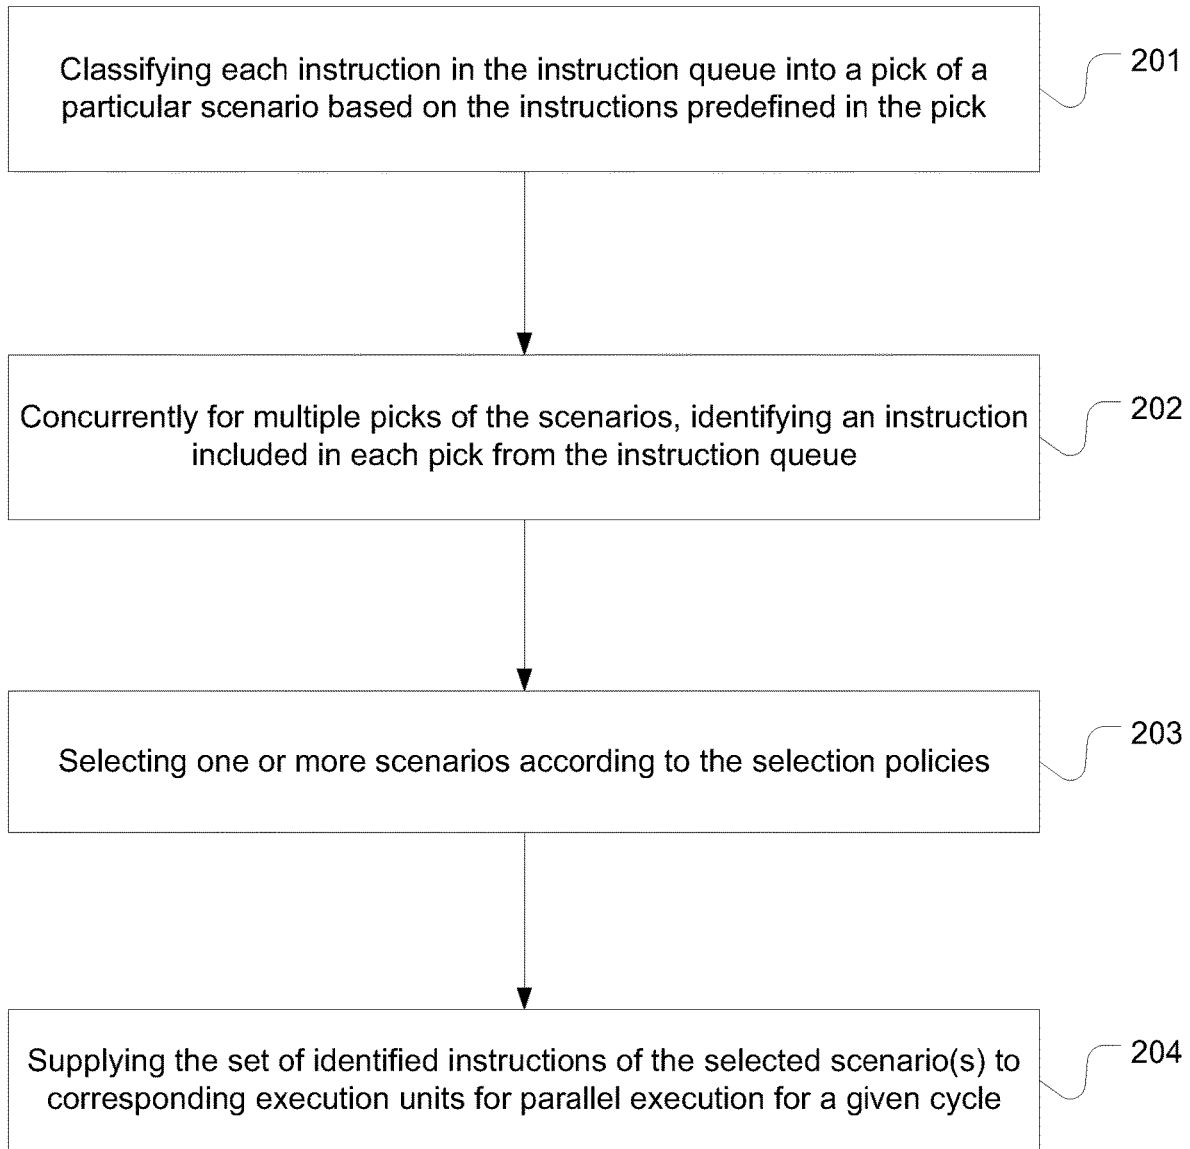 Classifying each instruction in the instruction queue into a pick of a
particular scenario based on the instructions predefined in the pick
201
Concurrently for multiple picks of the scenarios, identifying an instruction
included in each pick from the instruction queue
202
Selecting one or more scenarios according to the selection policies
203
Supplying the set of identified instructions of the selected scenario(s) to
corresponding execution units for parallel execution for a given cycle
204